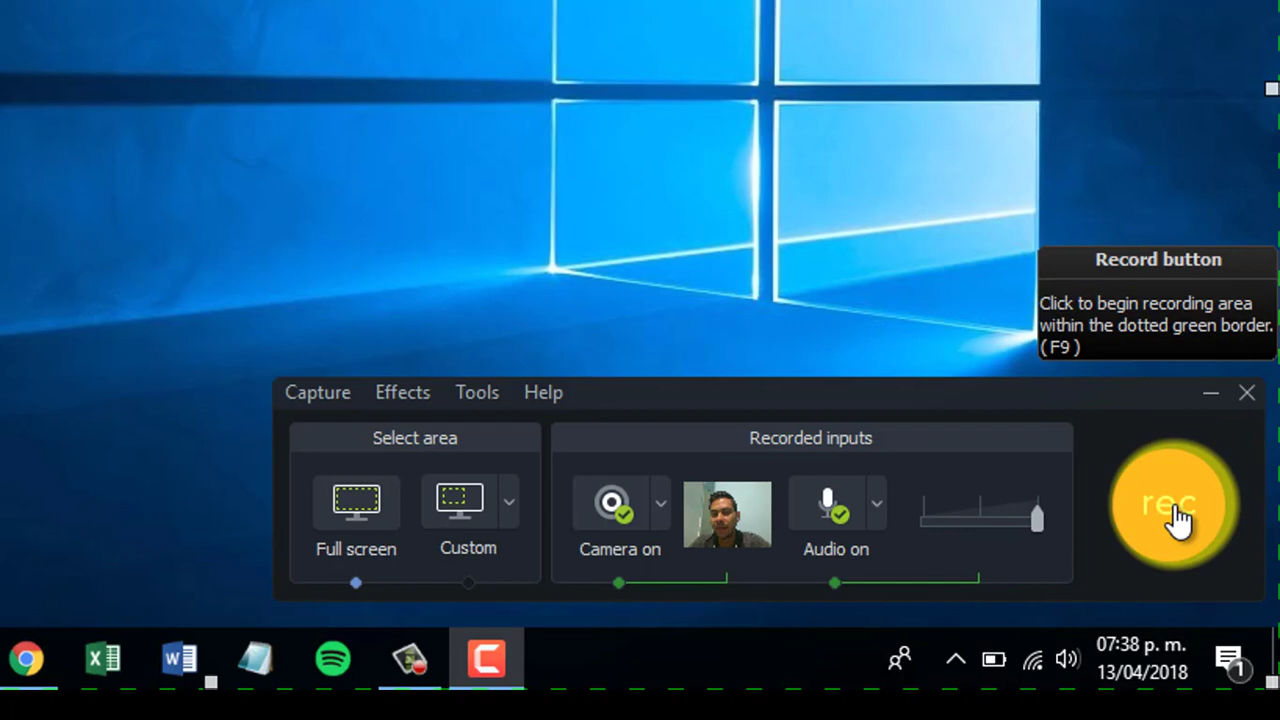 Record button
Click to begin recording area
within the dotted green border.
( F9 )
Capture Effects Tools Help
Select area
Recorded inputs
rec
Full screen
Custom
Camera on
Audio on
07:38 p. m.
13/04/2018
1